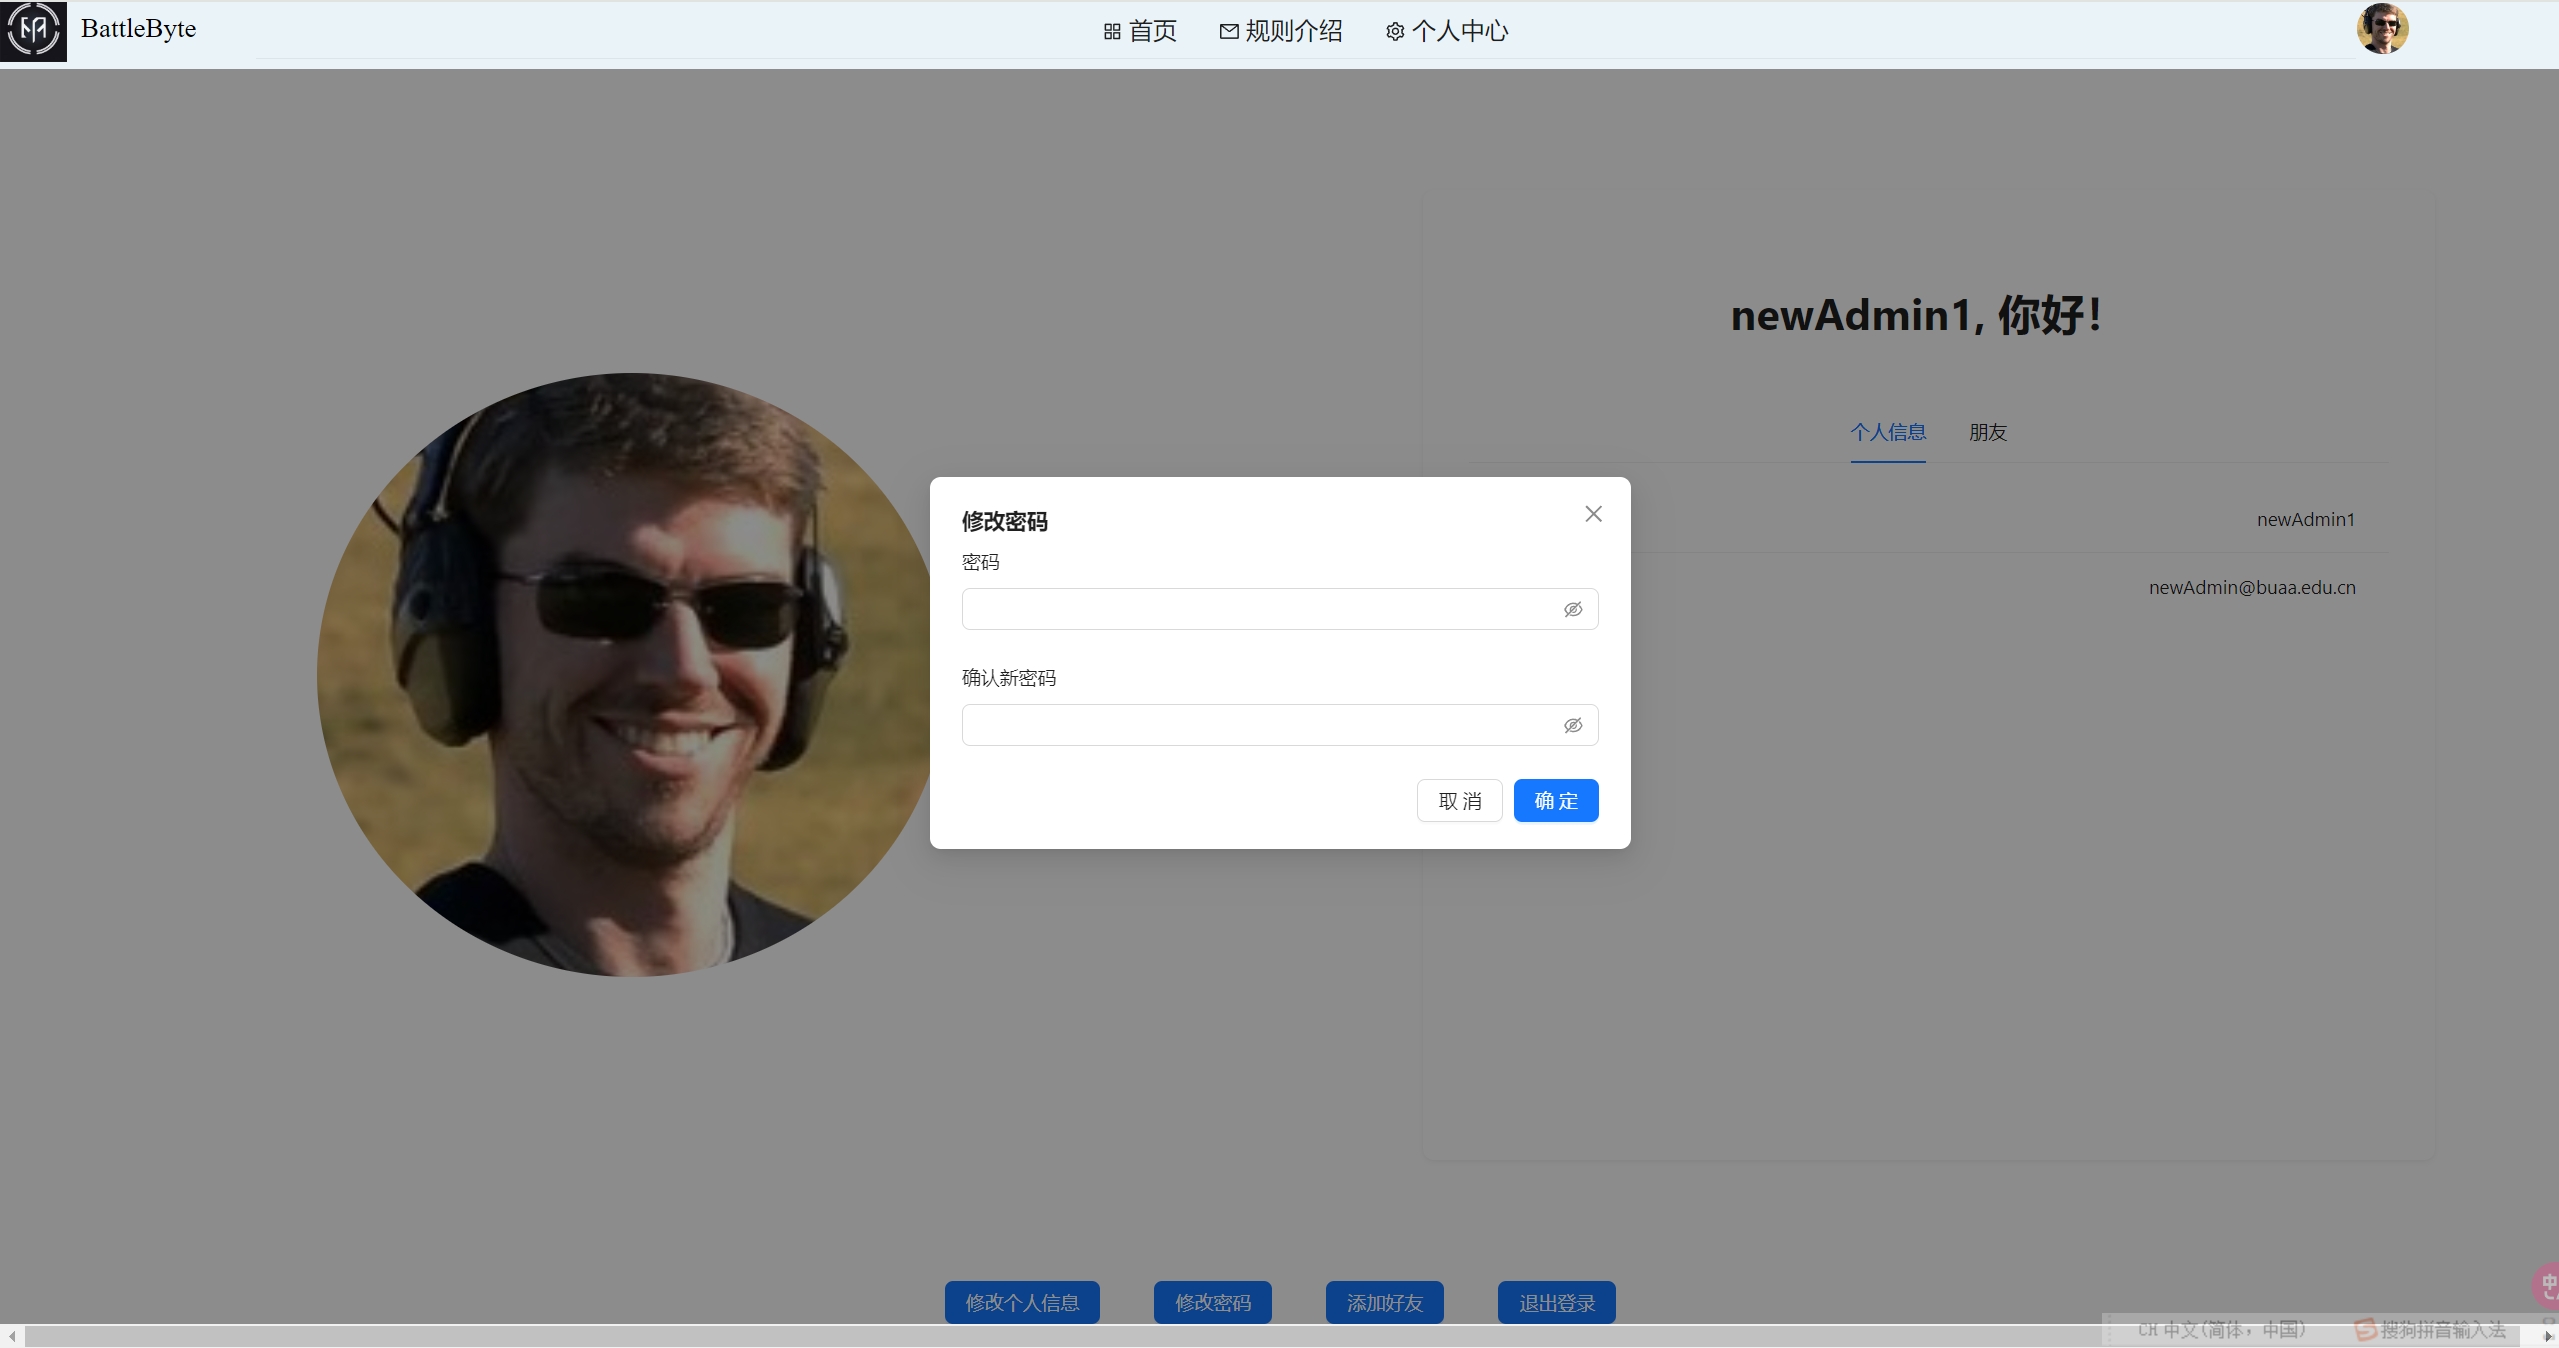 BattleByte
首页
规则介绍
个人中心
newAdmin1, 你好！
个人信息
朋友
newAdmin1
newAdmin@buaa.edu.cn
修改密码
密码
确认新密码
取 消
确 定
修改个人信息
修改密码
添加好友
退出登录
中
CH 中文(简体，中国)
搜狗拼音输入法